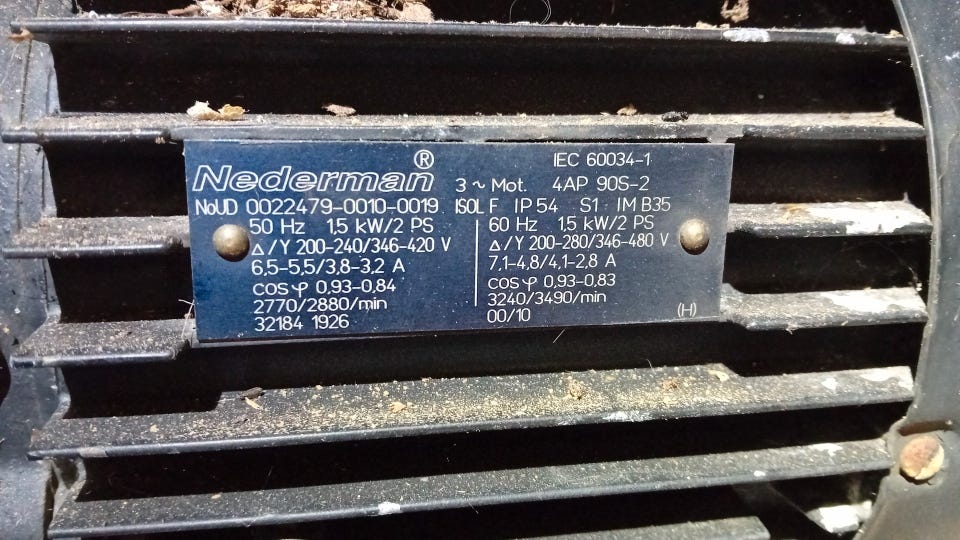 Nederman® IEC 60034-1
3 ~ Mot. 4AP 90S-2
NoUD 0022479-0010-0019 ISOL F IP 54 S1 IM B35
50 Hz 1,5 kW/2 PS
Δ/Y 200-240/346-420 V
6,5-5,5/3,8-3,2 A
cos φ 0,93-0,84
2770/2880/min
32184 1926
60 Hz 1,5 kW/2 PS
Δ/Y 200-280/346-480 V
7,1-4,8/4,1-2,8 A
cos φ 0,93-0,83
3240/3490/min
00/10
(H)